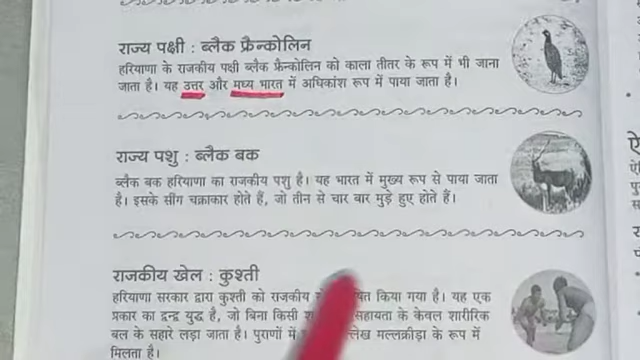 राज्य पक्षी : ब्लैक फ्रैन्कोलिन
हरियाणा के राजकीय पक्षी ब्लैक फ्रैन्कोलिन को काला तीतर के रूप में भी जाना
जाता है। यह उत्तर और मध्य भारत में अधिकांश रूप में पाया जाता है।
राज्य पशु : ब्लैक बक
ब्लैक बक हरियाणा का राजकीय पशु है। यह भारत में मुख्य रूप से पाया जाता
है। इसके सींग चक्राकार होते हैं, जो तीन से चार बार मुड़े हुए होते हैं।
राजकीय खेल : कुश्ती
हरियाणा सरकार द्वारा कुश्ती को राजकीय किया गया है। यह एक
प्रकार का द्वन्द्व युद्ध है, जो बिना किसी सहायता के केवल शारीरिक
बल के सहारे लड़ा जाता है। पुराणों में मल्लक्रीड़ा के रूप में
मिलता है।